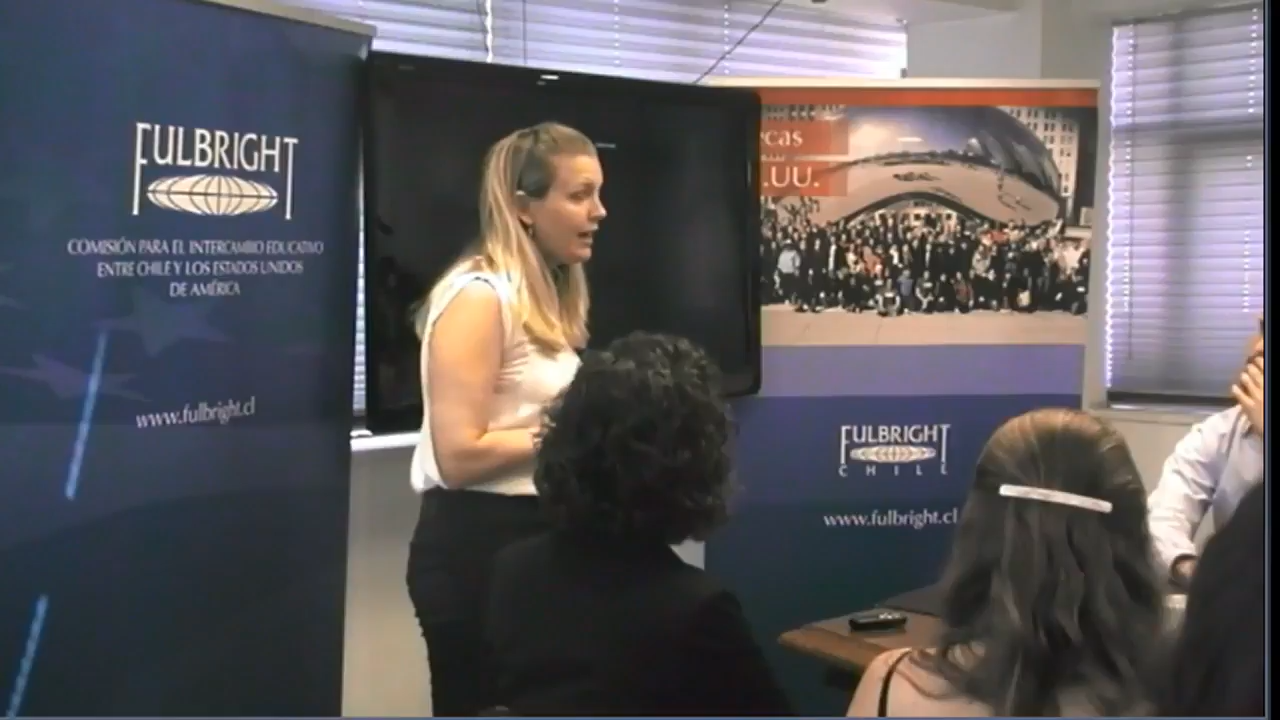 FULBRIGHT
COMISIÓN PARA EL INTERCAMBIO EDUCATIVO
ENTRE CHILE Y LOS ESTADOS UNIDOS
DE AMÉRICA
www.fulbright.cl
ecas
.UU.
FULBRIGHT
CHILE
www.fulbright.cl